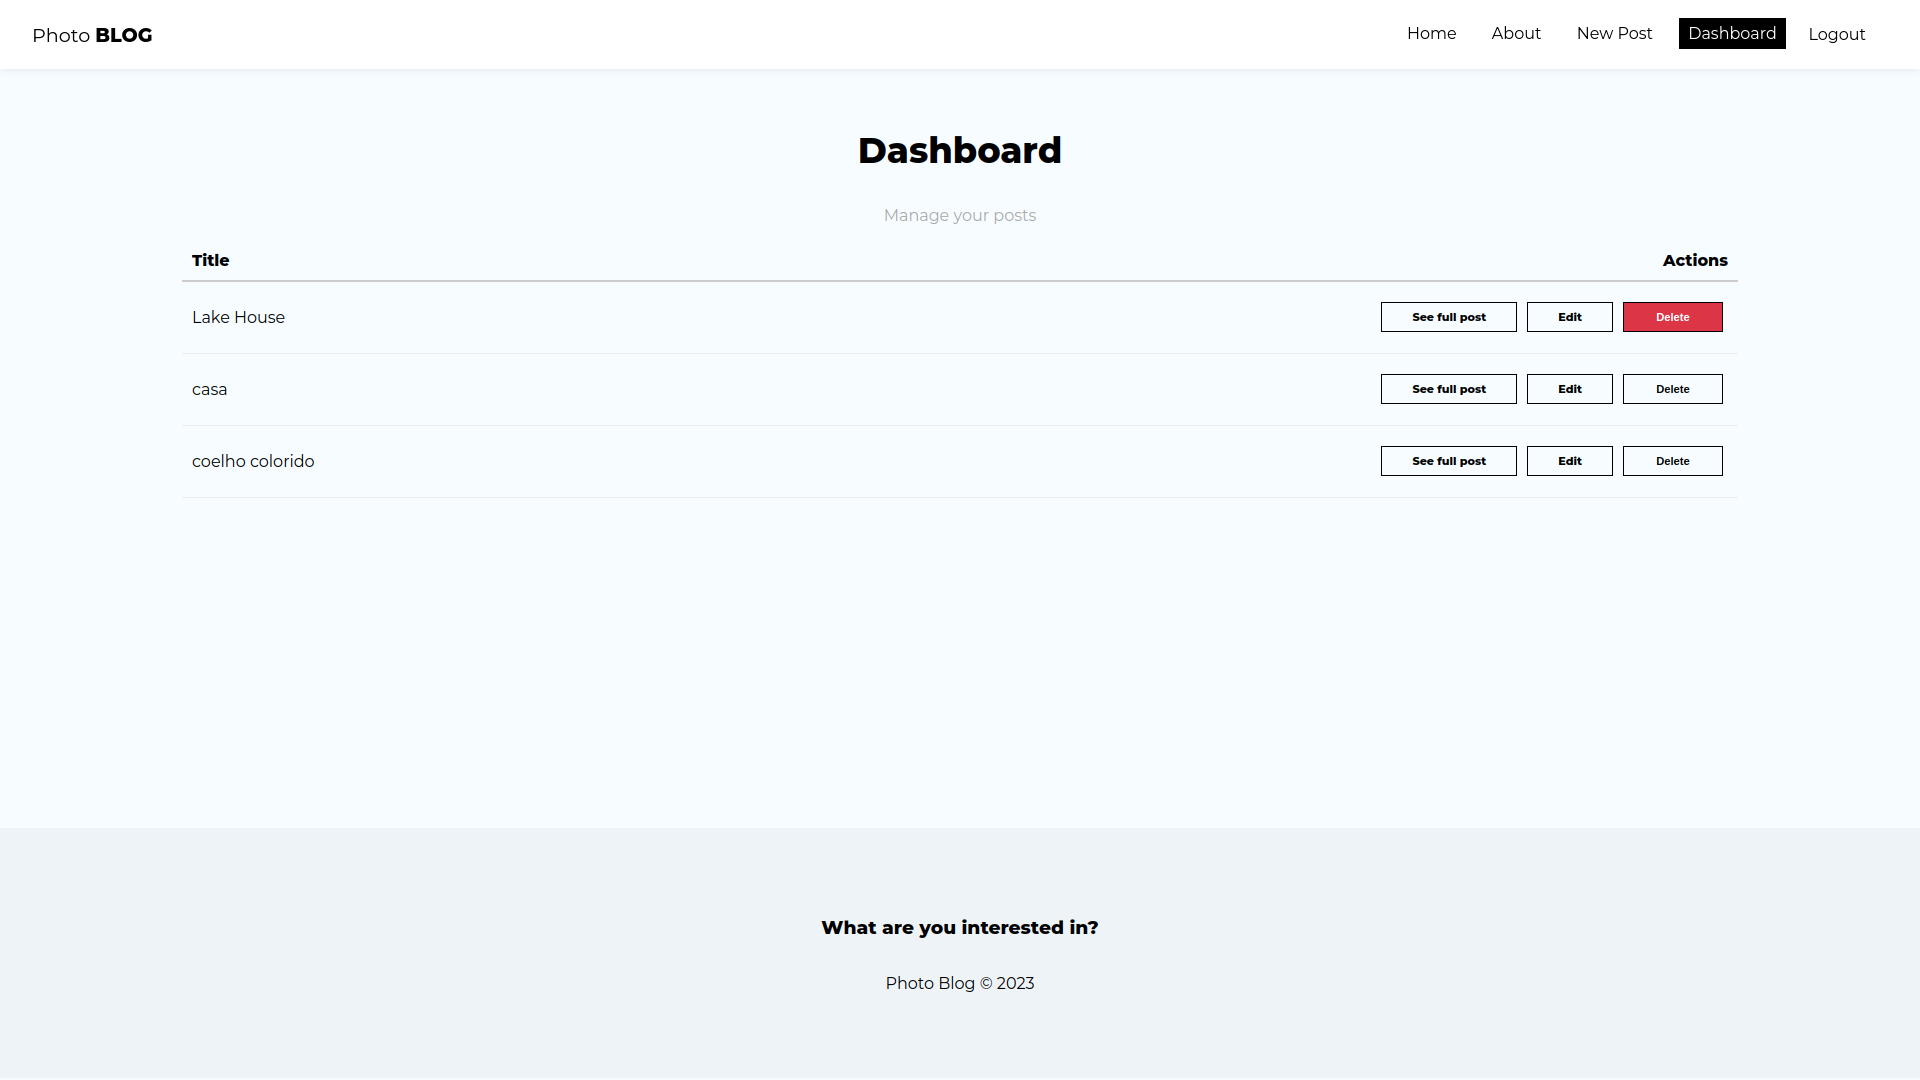 Photo BLOG Home About New Post Dashboard Logout
Dashboard
Manage your posts
Title Actions
Lake House See full post Edit Delete
casa See full post Edit Delete
coelho colorido See full post Edit Delete
What are you interested in?
Photo Blog © 2023